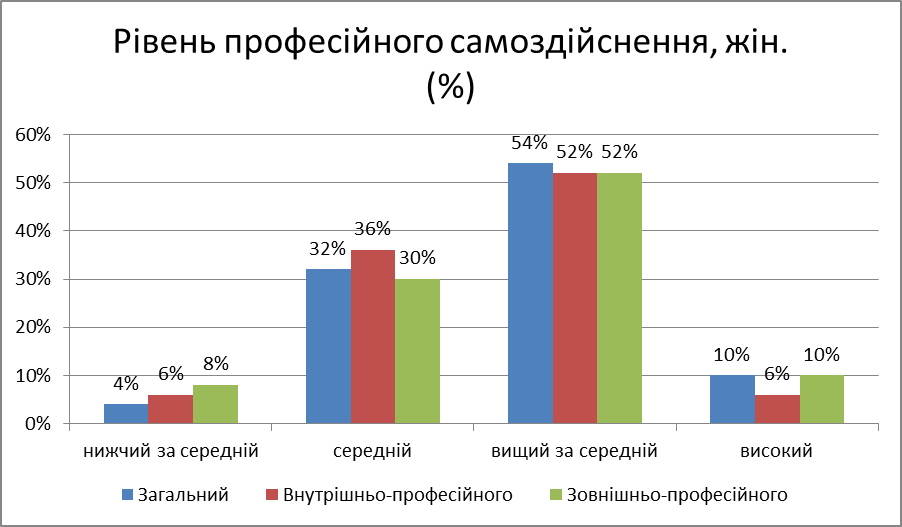 Рівень професійного самоздійснення, жін.
(%)
60%
50%
40%
30%
20%
10%
0%
4%
6%
8%
32%
36%
30%
54%
52%
52%
10%
6%
10%
нижчий за середній
середній
вищий за середній
високий
Загальний
Внутрішньо-професійного
Зовнішньо-професійного